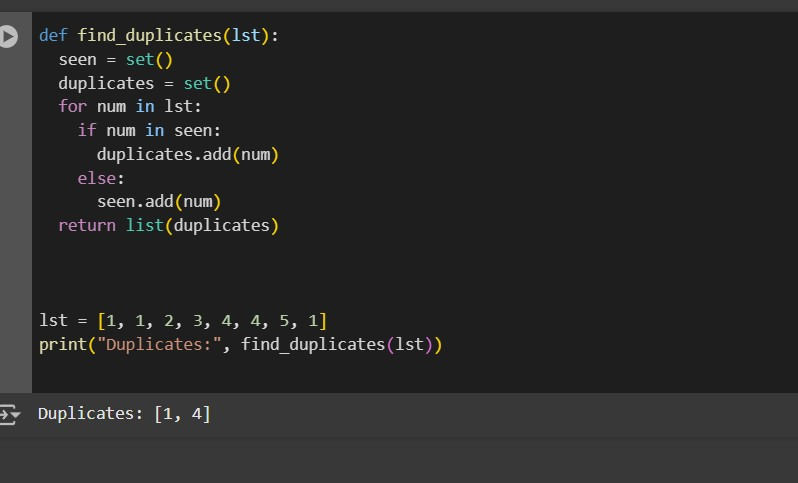 def find_duplicates(lst):
  seen = set()
  duplicates = set()
  for num in lst:
    if num in seen:
      duplicates.add(num)
    else:
      seen.add(num)
  return list(duplicates)
lst = [1, 1, 2, 3, 4, 4, 5, 1]
print("Duplicates:", find_duplicates(lst))
Duplicates: [1, 4]